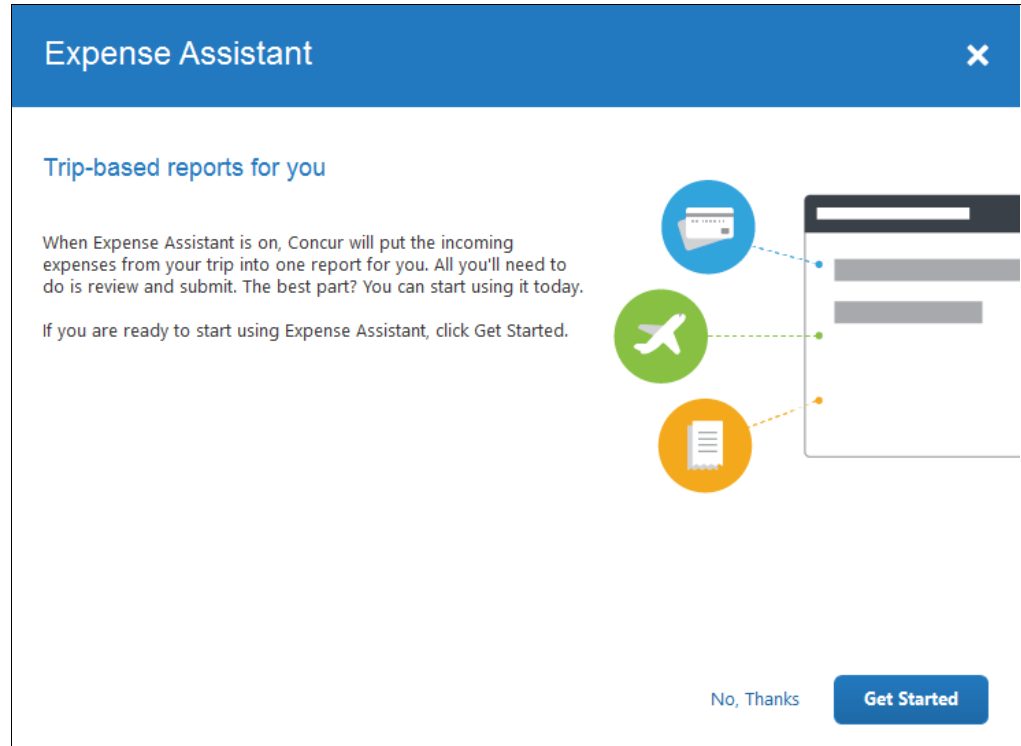 Expense Assistant
Trip-based reports for you
When Expense Assistant is on, Concur will put the incoming
expenses from your trip into one report for you. All you'll need to
do is review and submit. The best part? You can start using it today.
If you are ready to start using Expense Assistant, click Get Started.
No, Thanks
Get Started